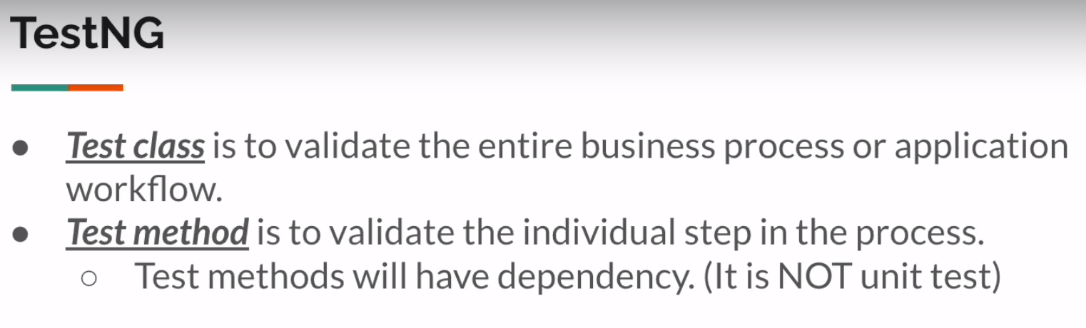 TestNG
● Test class is to validate the entire business process or application
workflow.
● Test method is to validate the individual step in the process.
○ Test methods will have dependency. (It is NOT unit test)